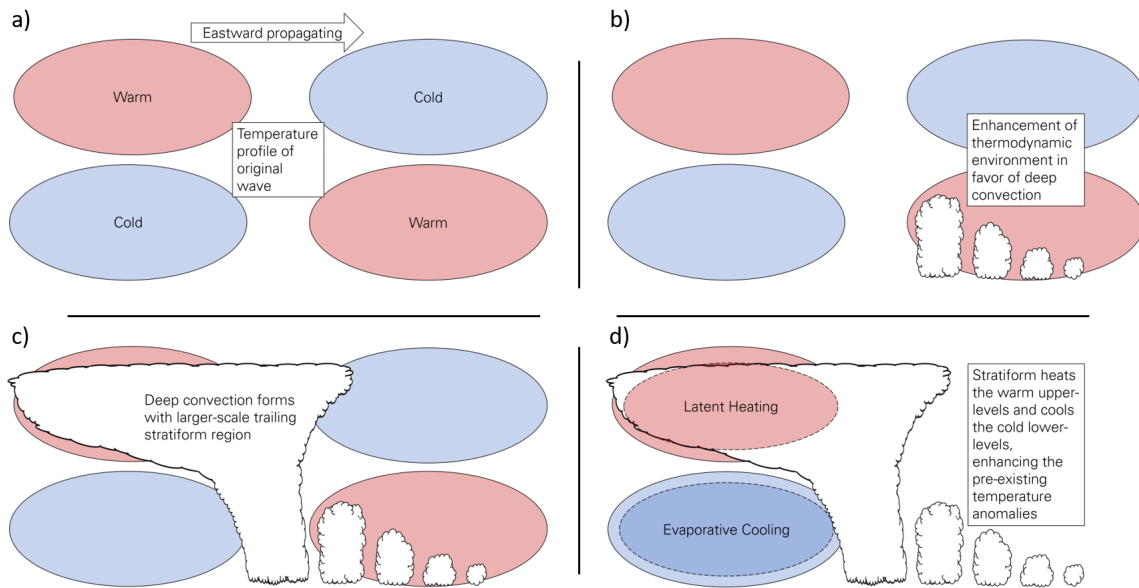 a)
Eastward propagating
Warm
Cold
Temperature
profile of
original
wave
Cold
Warm
b)
Enhancement of
thermodynamic
environment in
favor of deep
convection
c)
Deep convection forms
with larger-scale trailing
stratiform region
d)
Latent Heating
Evaporative Cooling
Stratiform heats
the warm upper-
levels and cools
the cold lower-
levels,
enhancing the
pre-existing
temperature
anomalies